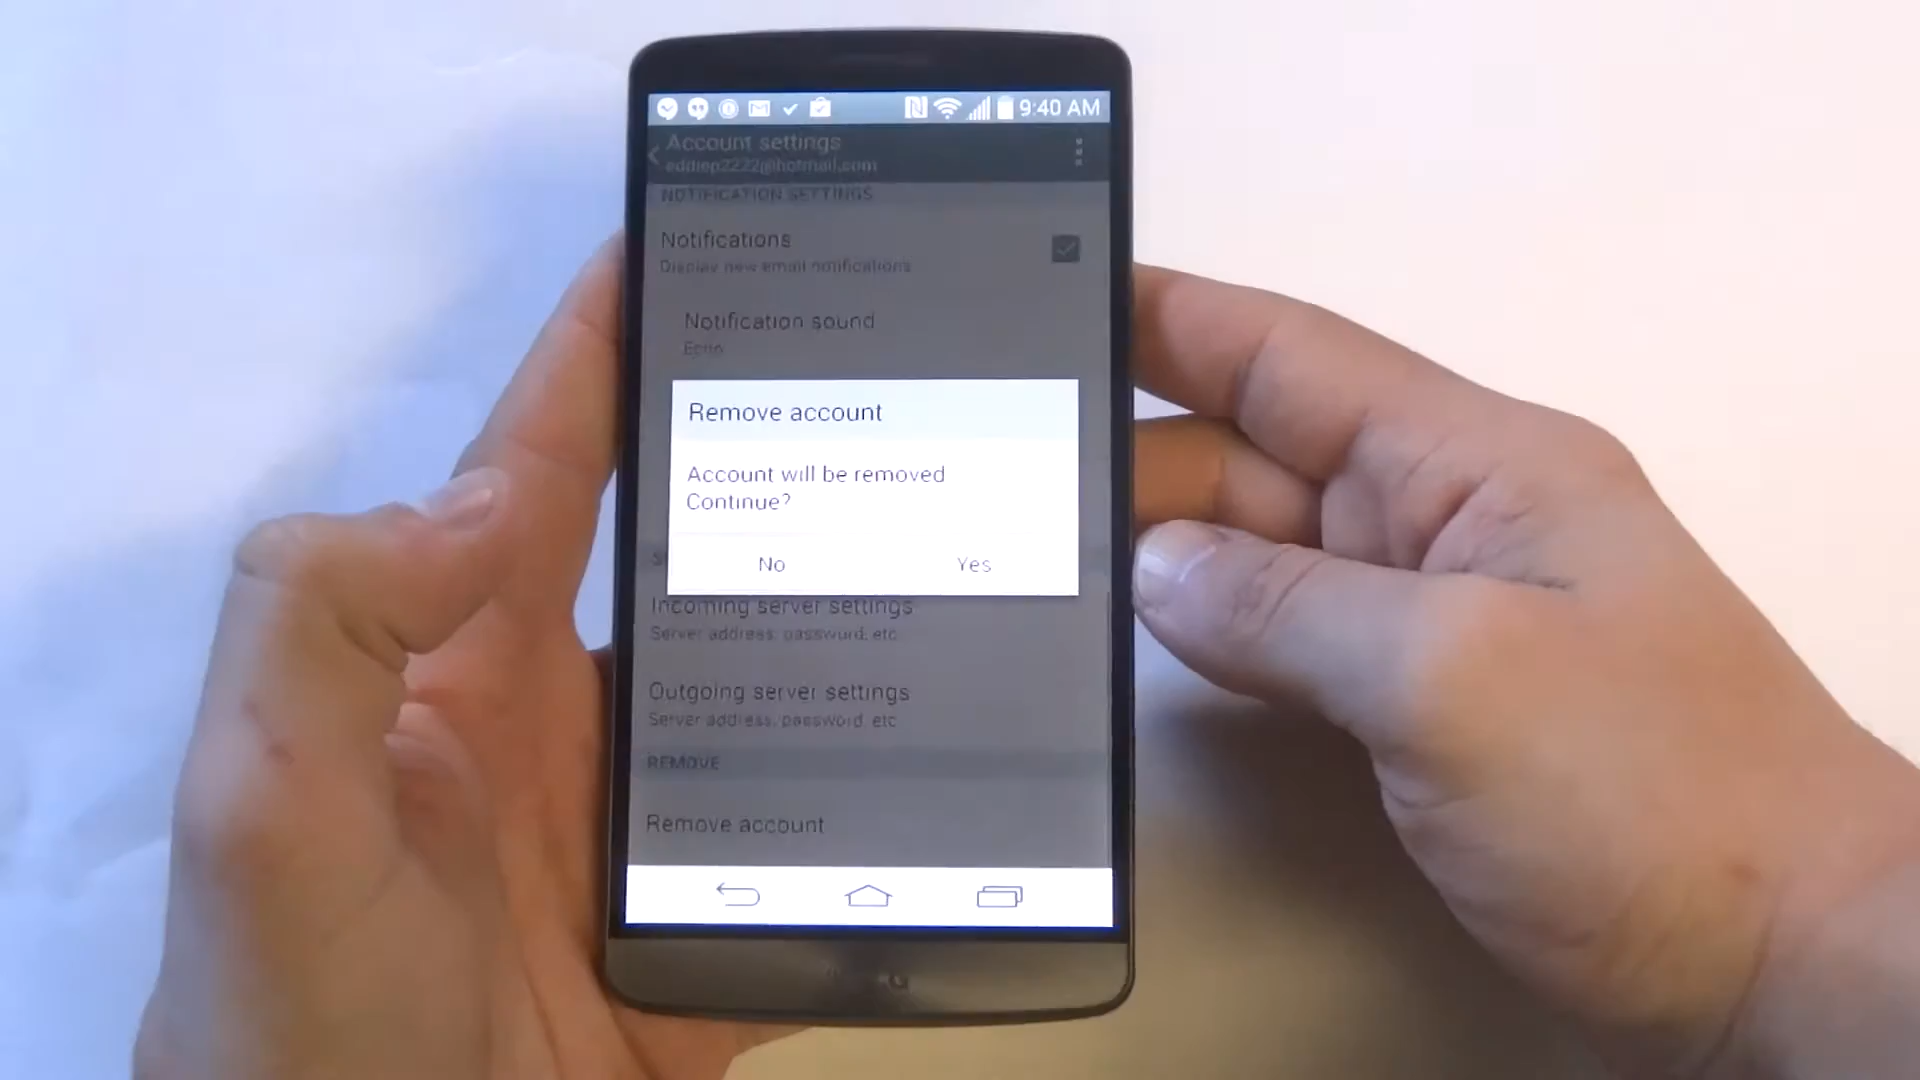 9:40 AM
Account settings
eddiep2222@hotmail.com
NOTIFICATION SETTINGS
Notifications
Display new email notifications
Notification sound
Echo
Remove account
Account will be removed
Continue?
No Yes
Incoming server settings
Server address, password, etc
Outgoing server settings
Server address, password, etc
REMOVE
Remove account